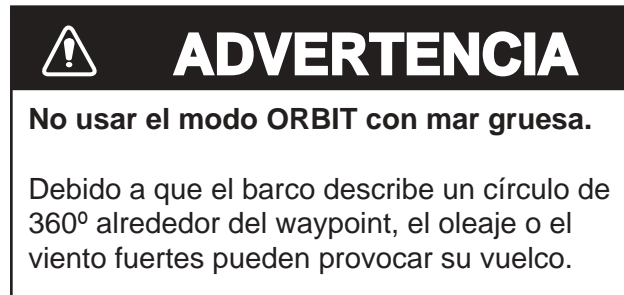 ADVERTENCIA
No usar el modo ORBIT con mar gruesa.
Debido a que el barco describe un círculo de
360º alrededor del waypoint, el oleaje o el
viento fuertes pueden provocar su vuelco.